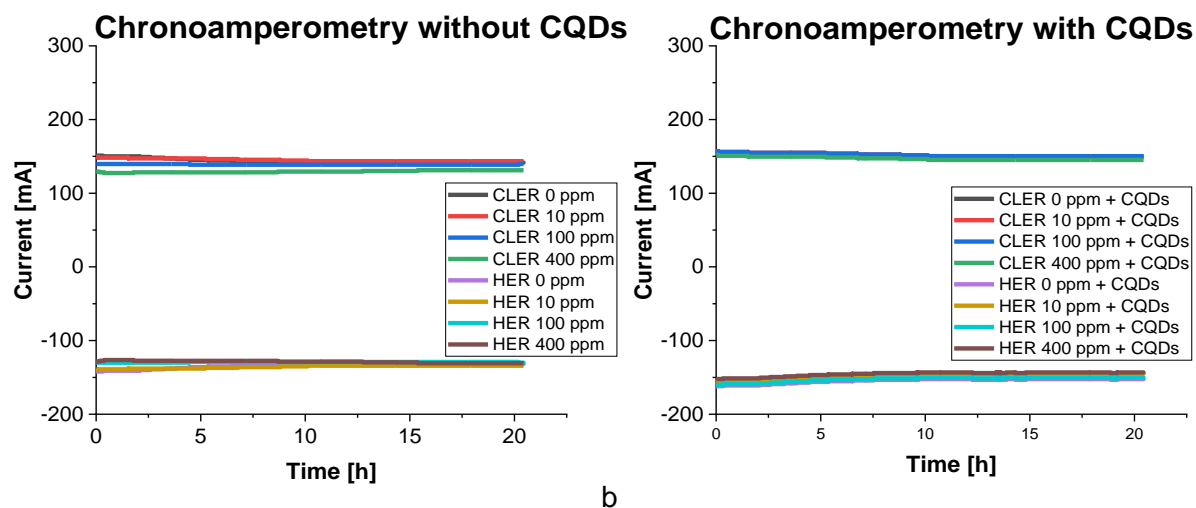 Chronoamperometry without CQDs
300
200
100
0
-100
-200
Current [mA]
CLER 0 ppm
CLER 10 ppm
CLER 100 ppm
CLER 400 ppm
HER 0 ppm
HER 10 ppm
HER 100 ppm
HER 400 ppm
0 5 10 15 20
Time [h]
Chronoamperometry with CQDs
300
200
100
0
-100
-200
Current [mA]
CLER 0 ppm + CQDs
CLER 10 ppm + CQDs
CLER 100 ppm + CQDs
CLER 400 ppm + CQDs
HER 0 ppm + CQDs
HER 10 ppm + CQDs
HER 100 ppm + CQDs
HER 400 ppm + CQDs
0 5 10 15 20
Time [h]
b